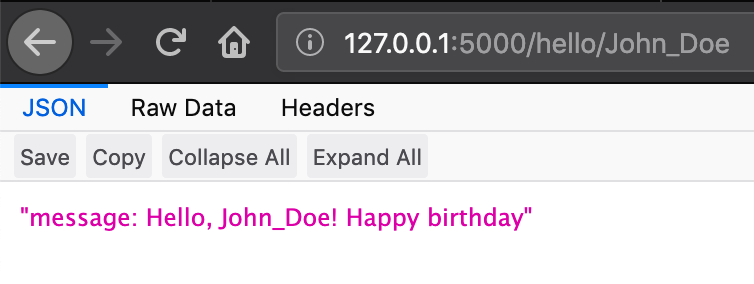 127.0.0.1:5000/hello/John_Doe
JSON Raw Data Headers
Save Copy Collapse All Expand All
"message: Hello, John_Doe! Happy birthday"